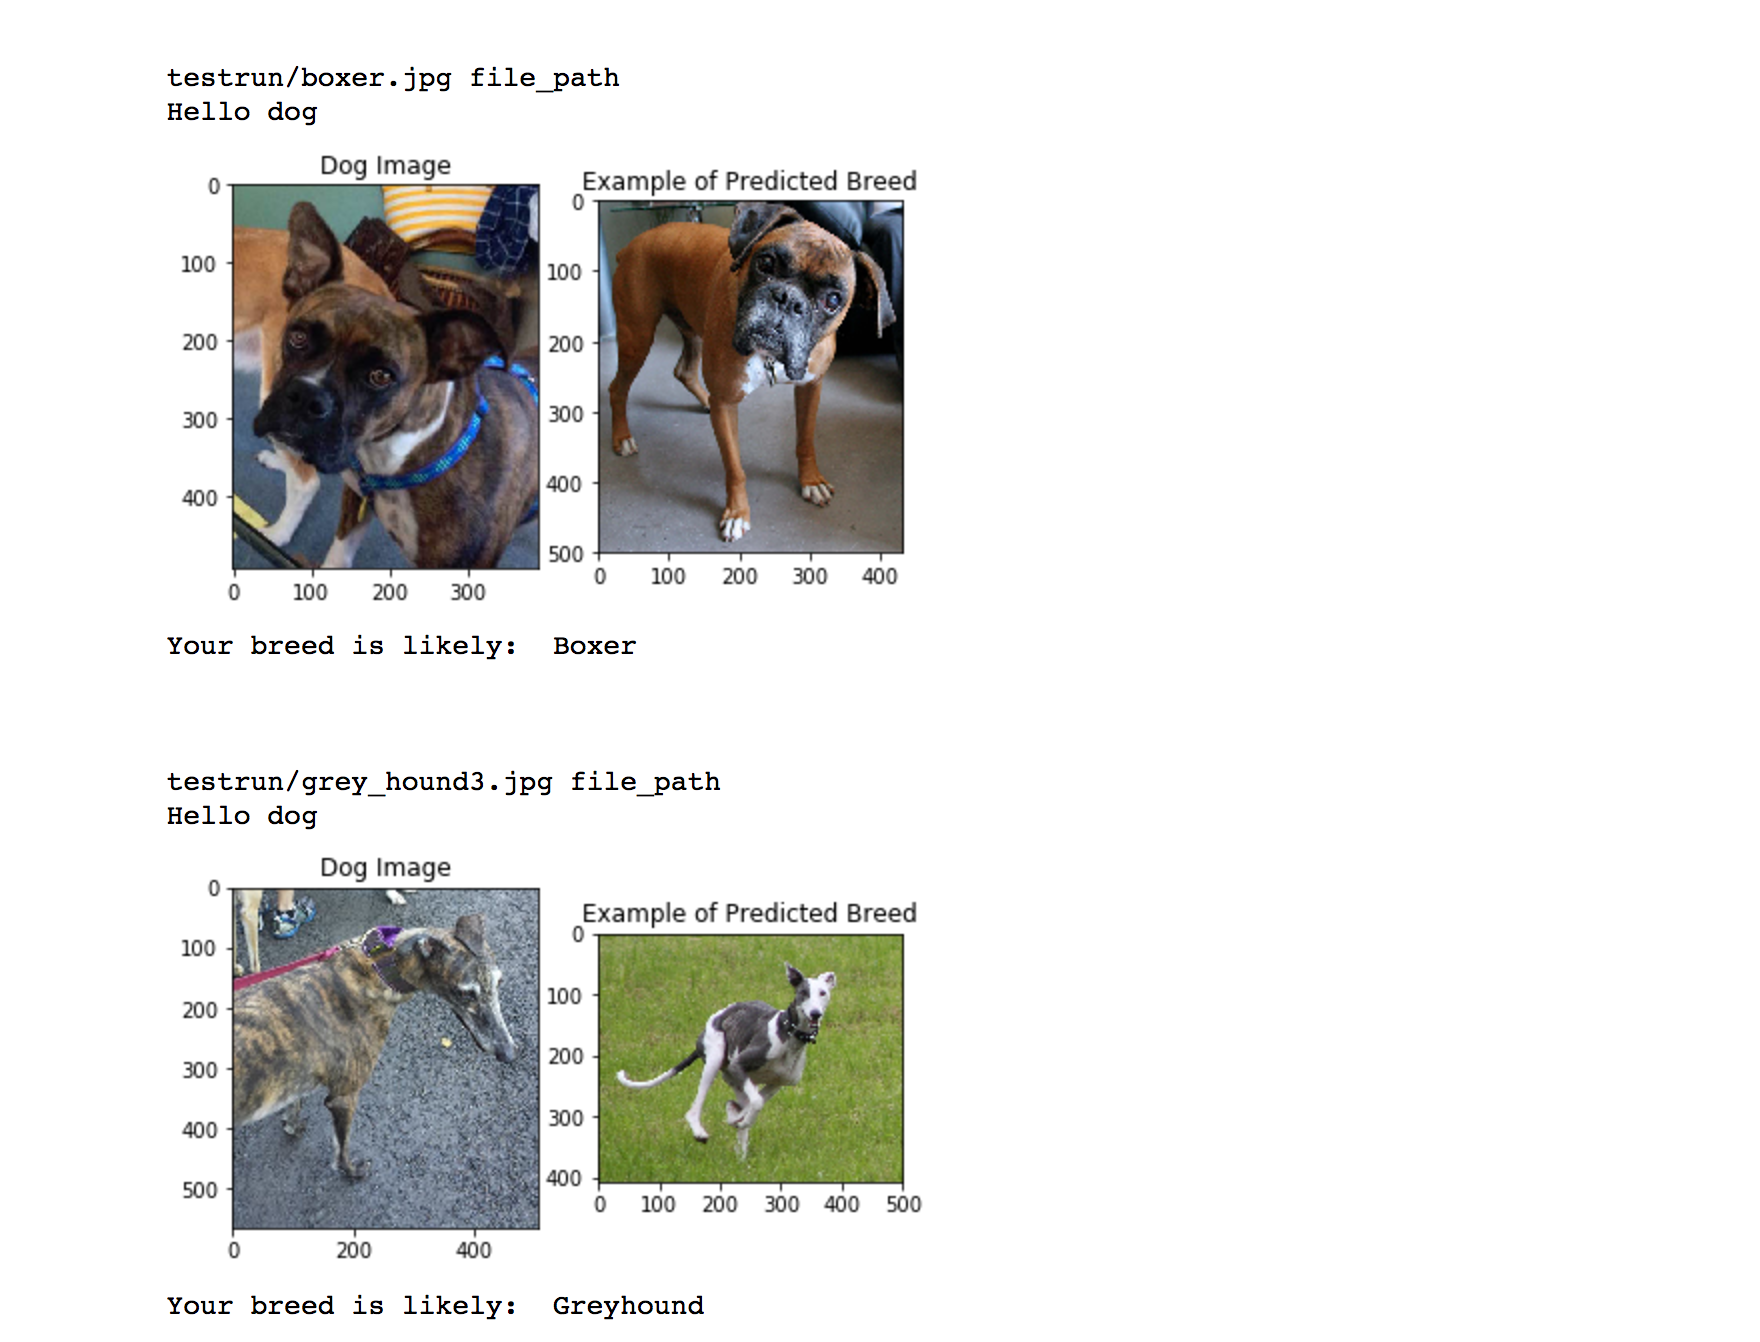 testrun/boxer.jpg file_path
Hello dog
Dog Image
Example of Predicted Breed
0
100
200
300
400
0 100 200 300
0
100
200
300
400
500
0 100 200 300 400
Your breed is likely:  Boxer
testrun/grey_hound3.jpg file_path
Hello dog
Dog Image
Example of Predicted Breed
0
100
200
300
400
500
0 200 400
0
100
200
300
400
0 100 200 300 400 500
Your breed is likely:  Greyhound